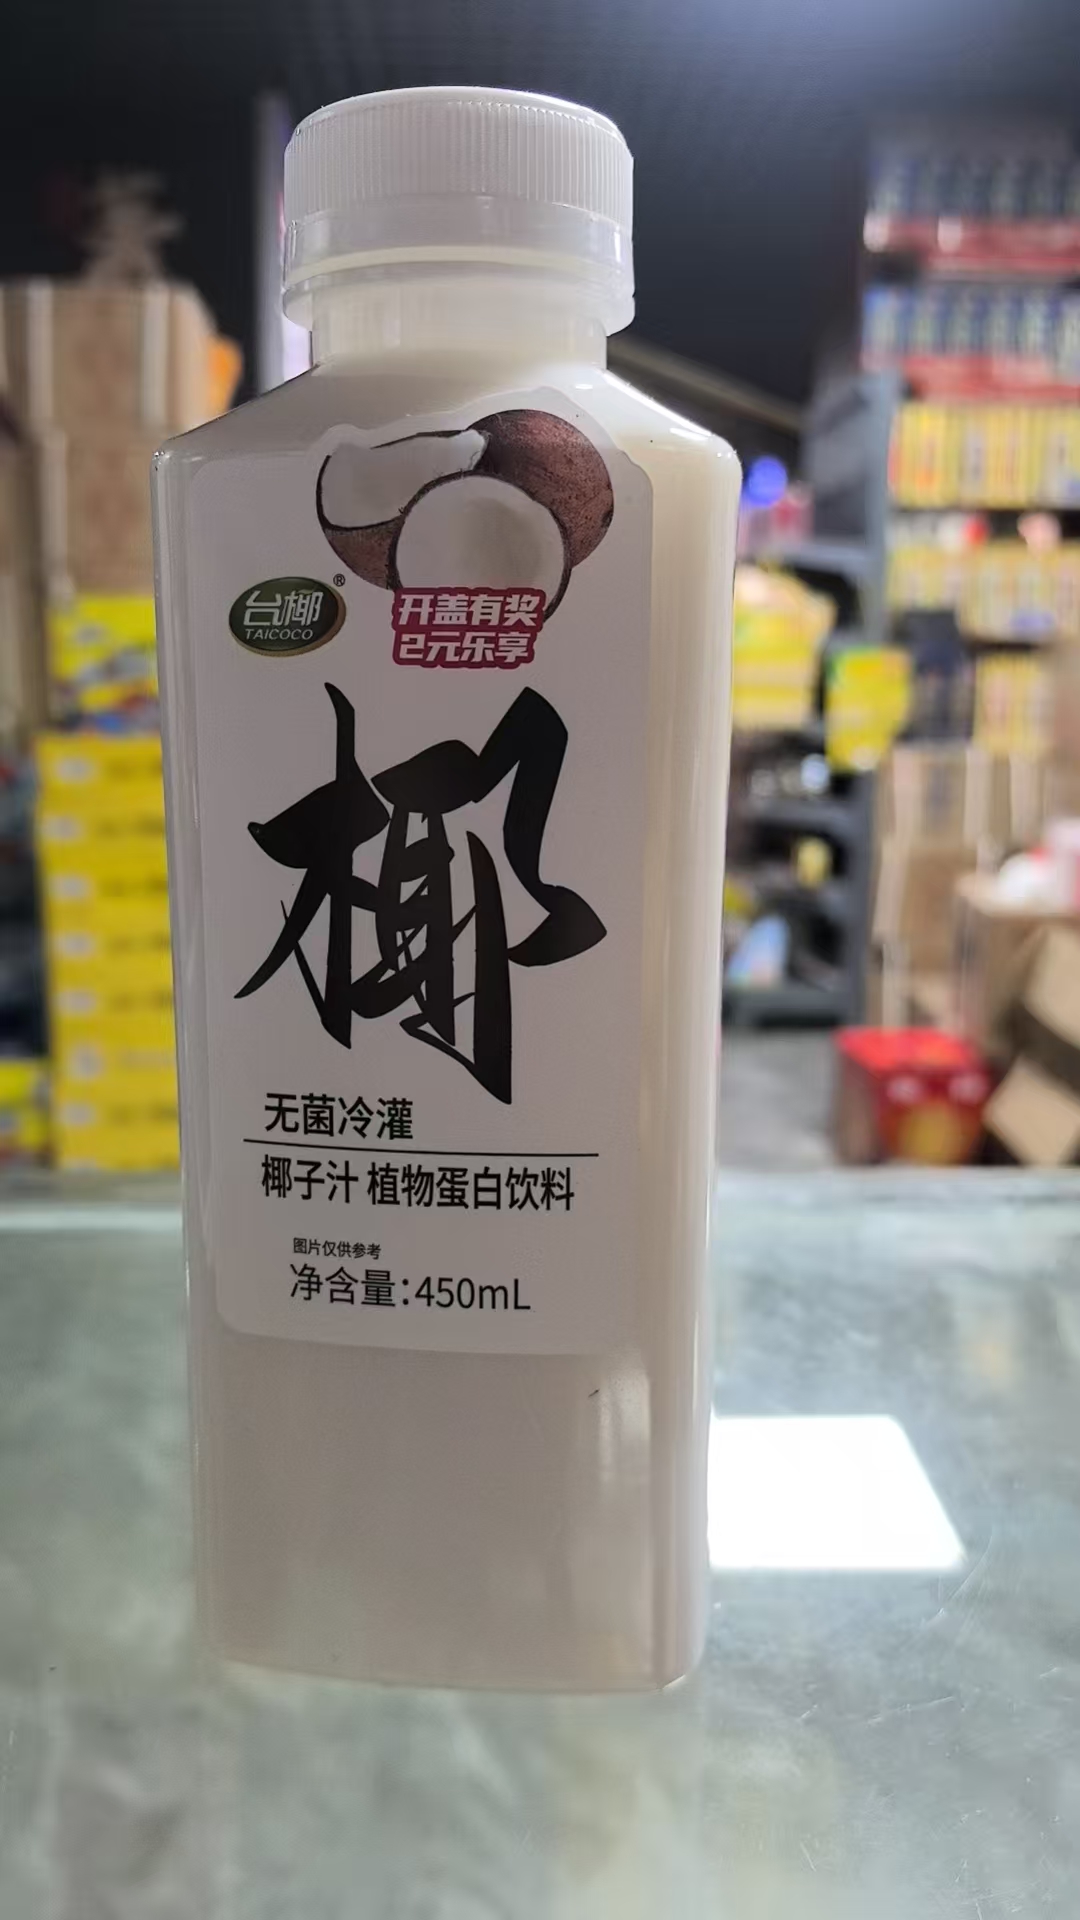 台椰®
TAICOCO
开盖有奖
2元乐享
椰
无菌冷灌
椰子汁 植物蛋白饮料
图片仅供参考
净含量:450mL